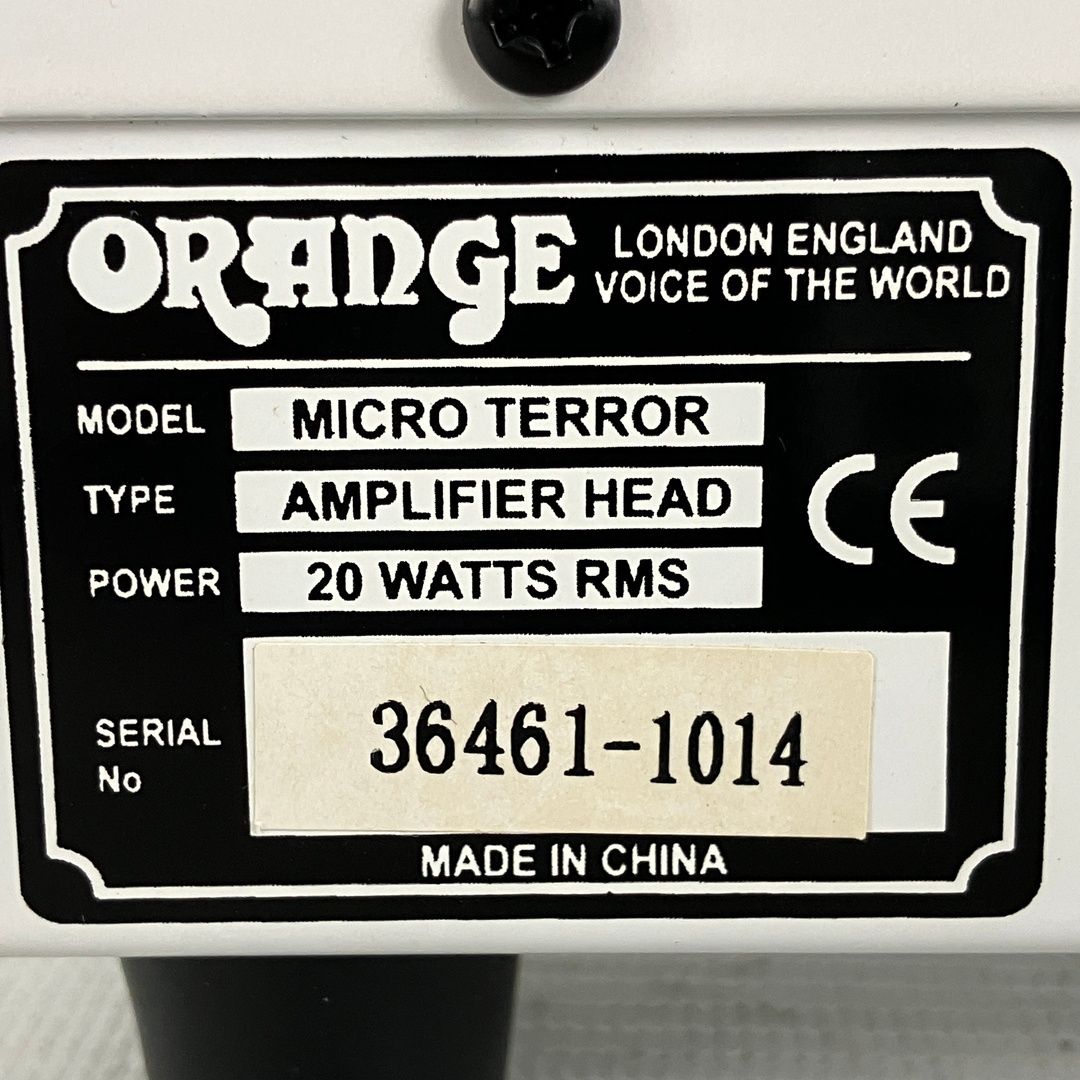 ORANGE LONDON ENGLAND
VOICE OF THE WORLD
MODEL MICRO TERROR
TYPE AMPLIFIER HEAD
POWER 20 WATTS RMS
CE
SERIAL No 36461-1014
MADE IN CHINA